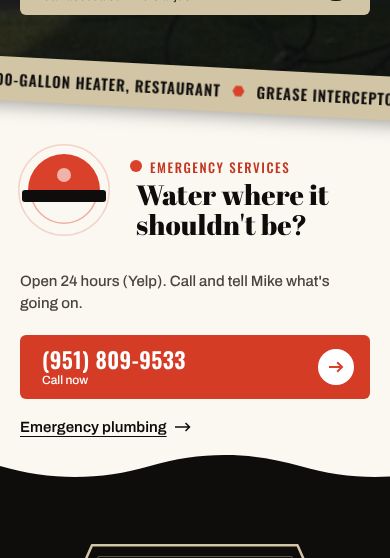 00-GALLON HEATER, RESTAURANT GREASE INTERCEPTO
EMERGENCY SERVICES
Water where it
shouldn't be?
Open 24 hours (Yelp). Call and tell Mike what's
going on.
(951) 809-9533
Call now
Emergency plumbing →